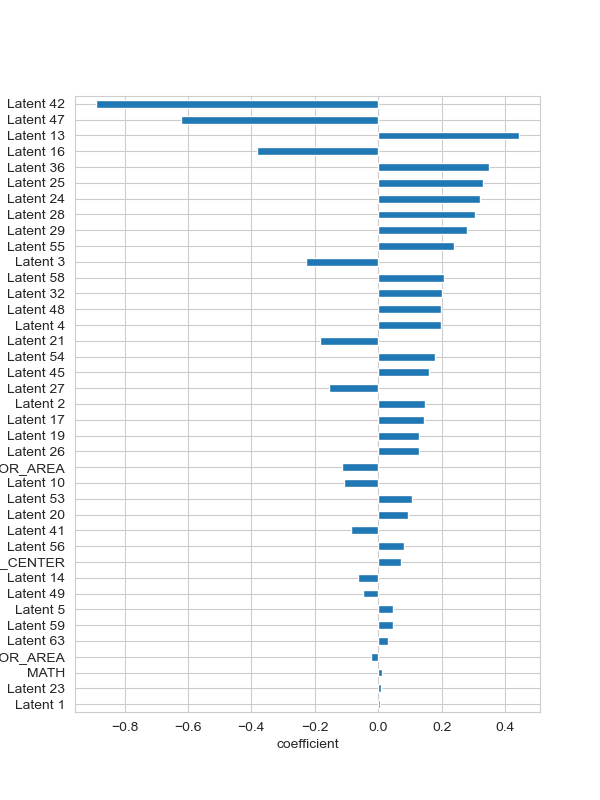 Latent 42
Latent 47
Latent 13
Latent 16
Latent 36
Latent 25
Latent 24
Latent 28
Latent 29
Latent 55
Latent 3
Latent 58
Latent 32
Latent 48
Latent 4
Latent 21
Latent 54
Latent 45
Latent 27
Latent 2
Latent 17
Latent 19
Latent 26
OR_AREA
Latent 10
Latent 53
Latent 20
Latent 41
Latent 56
_CENTER
Latent 14
Latent 49
Latent 5
Latent 59
Latent 63
OR_AREA
MATH
Latent 23
Latent 1
−0.8 −0.6 −0.4 −0.2 0.0 0.2 0.4
coefficient